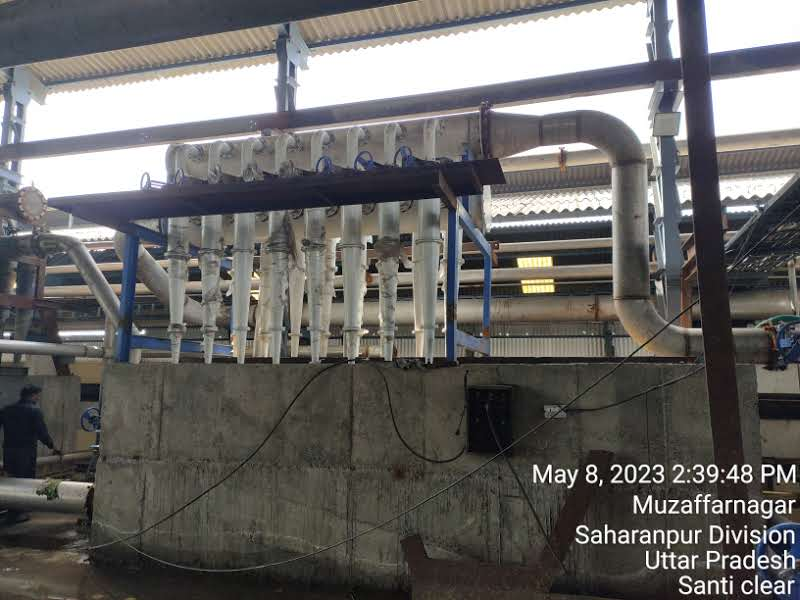 May 8, 2023 2:39:48 PM
Muzaffarnagar
Saharanpur Division
Uttar Pradesh
Santi clear